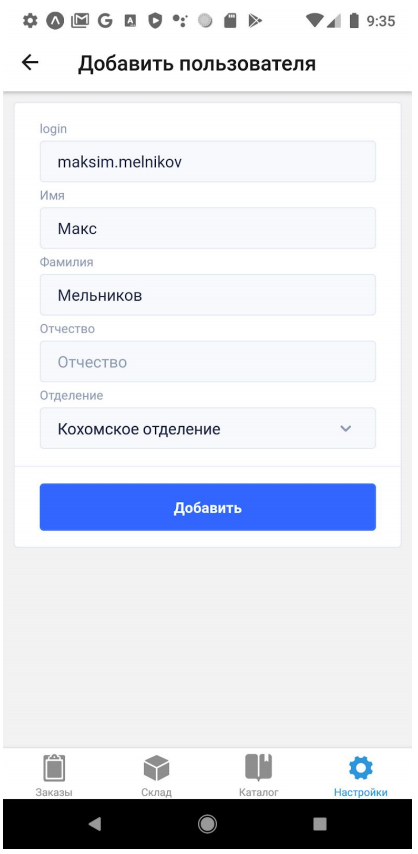 9:35
Добавить пользователя
login
maksim.melnikov
Имя
Макс
Фамилия
Мельников
Отчество
Отчество
Отделение
Кохомское отделение
Добавить
Заказы
Склад
Каталог
Настройки